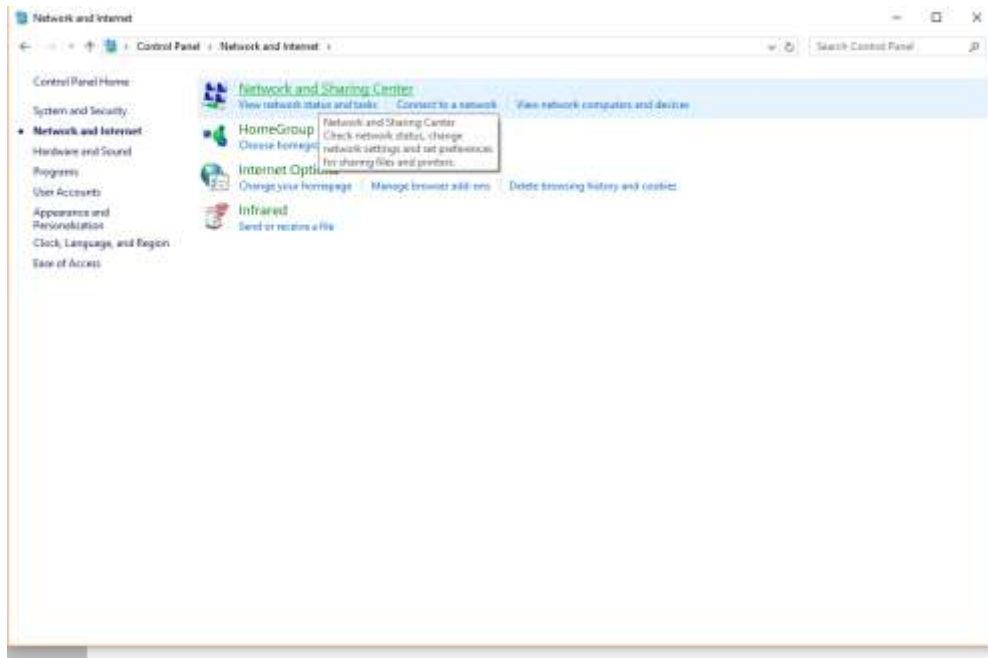 Network and Internet
Control Panel › Network and Internet ›
Search Control Panel
Control Panel Home
System and Security
Network and Internet
Hardware and Sound
Programs
User Accounts
Appearance and
Personalization
Clock, Language, and Region
Ease of Access
Network and Sharing Center
View network status and tasks
Connect to a network
View network computers and devices
HomeGroup
Choose homegro
Network and Sharing Center
Check network status, change
network settings and set preferences
for sharing files and printers.
Internet Options
Change your homepage
Manage browser add-ons
Delete browsing history and cookies
Infrared
Send or receive a file